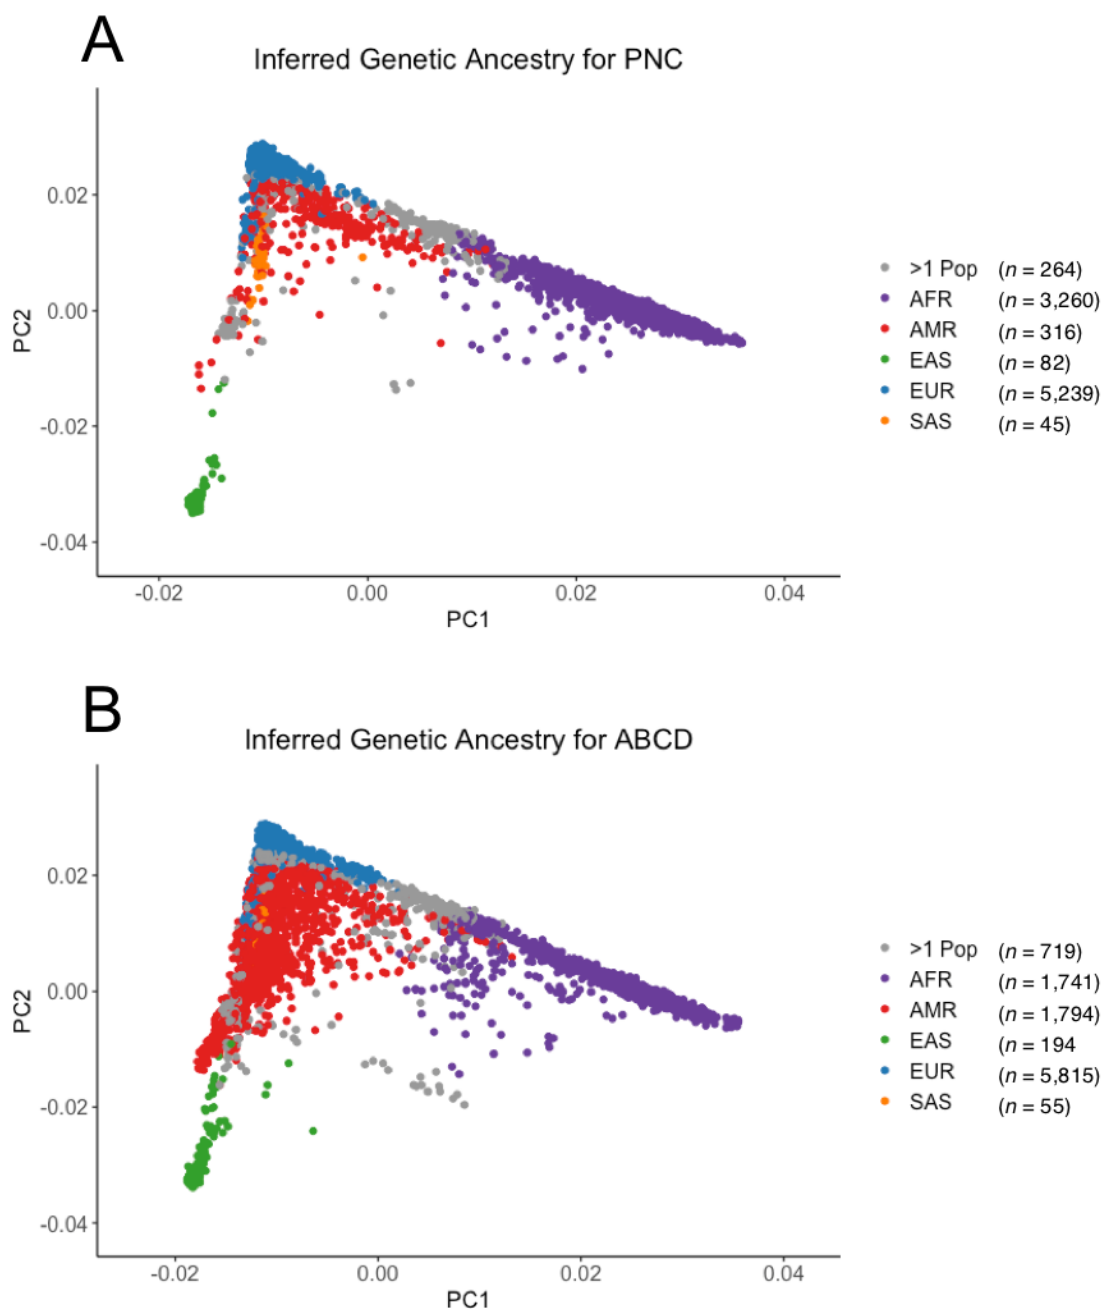 A
Inferred Genetic Ancestry for PNC
0.02
0.00
-0.02
-0.04
PC2
-0.02 0.00 0.02 0.04
PC1
>1 Pop (n = 264)
AFR (n = 3,260)
AMR (n = 316)
EAS (n = 82)
EUR (n = 5,239)
SAS (n = 45)
B
Inferred Genetic Ancestry for ABCD
0.02
0.00
-0.02
-0.04
PC2
-0.02 0.00 0.02 0.04
PC1
>1 Pop (n = 719)
AFR (n = 1,741)
AMR (n = 1,794)
EAS (n = 194
EUR (n = 5,815)
SAS (n = 55)